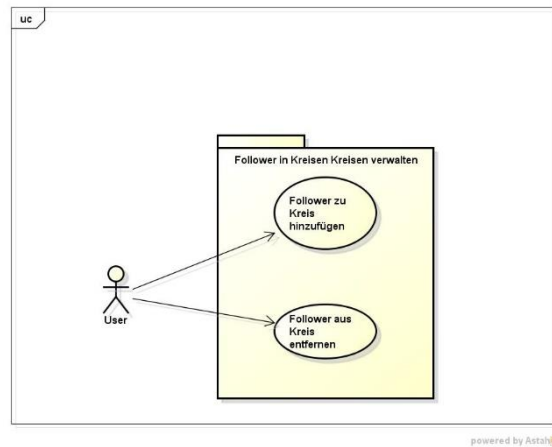 uc
Follower in Kreisen Kreisen verwalten
Follower zu
Kreis
hinzufügen
User
Follower aus
Kreis
entfernen
powered by Astah